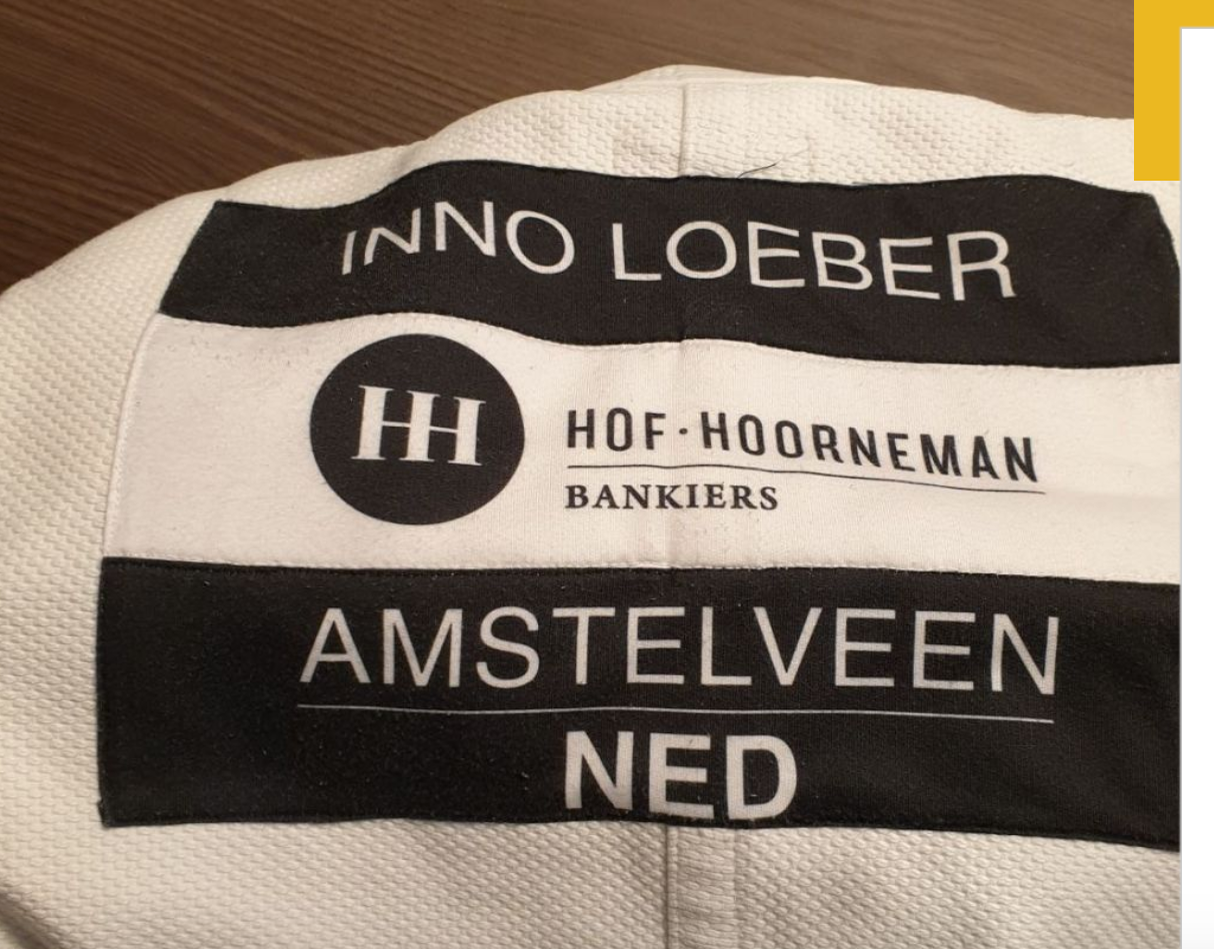 INNO LOEBER
HH
HOF·HOORNEMAN
BANKIERS
AMSTELVEEN
NED